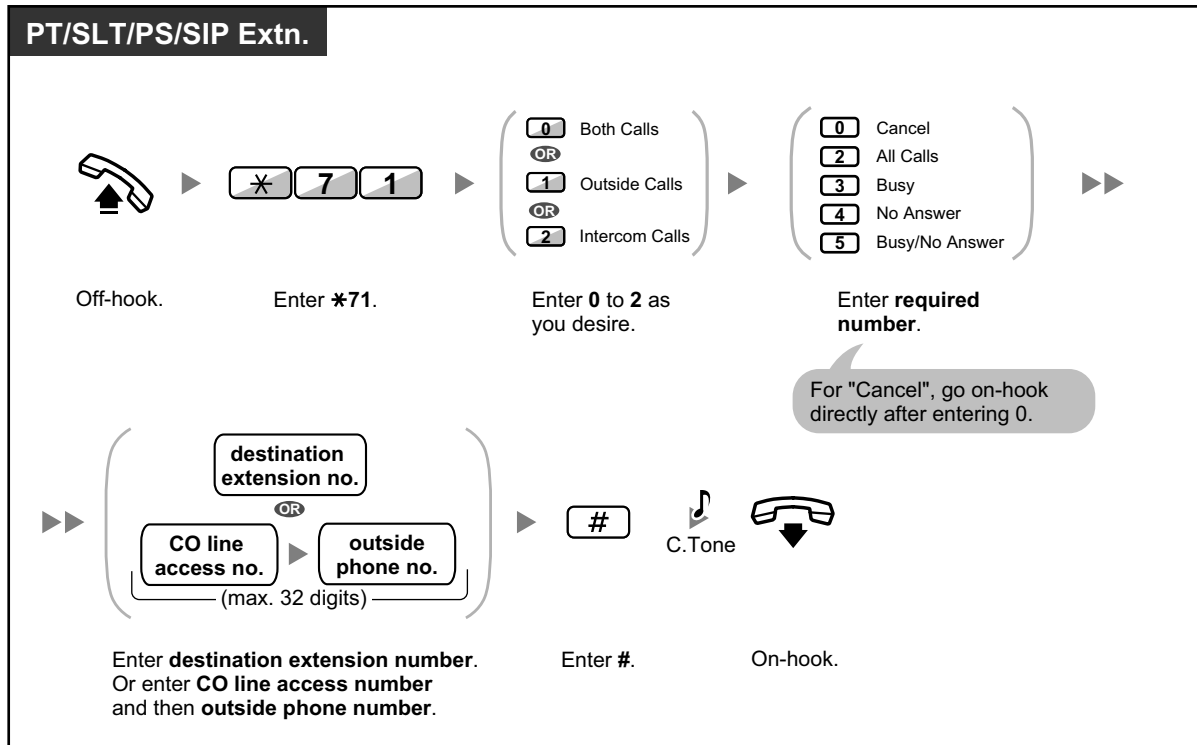 PT/SLT/PS/SIP Extn.
0 Both Calls
OR
1 Outside Calls
OR
2 Intercom Calls
0 Cancel
2 All Calls
3 Busy
4 No Answer
5 Busy/No Answer
* 7 1
Off-hook.
Enter *71.
Enter 0 to 2 as
you desire.
Enter required
number.
For "Cancel", go on-hook
directly after entering 0.
destination
extension no.
OR
CO line
access no.
outside
phone no.
(max. 32 digits)
#
C.Tone
Enter destination extension number.
Or enter CO line access number
and then outside phone number.
Enter #.
On-hook.